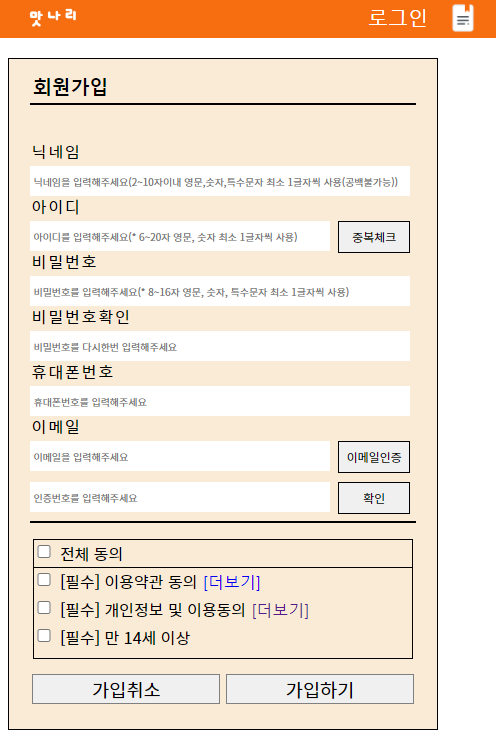 맛나리 로그인
회원가입
닉네임
닉네임을 입력해주세요(2~10자이내 영문,숫자,특수문자 최소 1글자씩 사용(공백불가능))
아이디
아이디를 입력해주세요(* 6~20자 영문, 숫자 최소 1글자씩 사용) 중복체크
비밀번호
비밀번호를 입력해주세요(* 8~16자 영문, 숫자, 특수문자 최소 1글자씩 사용)
비밀번호확인
비밀번호를 다시한번 입력해주세요
휴대폰번호
휴대폰번호를 입력해주세요
이메일
이메일을 입력해주세요 이메일인증
인증번호를 입력해주세요 확인
전체 동의
[필수] 이용약관 동의 [더보기]
[필수] 개인정보 및 이용동의 [더보기]
[필수] 만 14세 이상
가입취소 가입하기